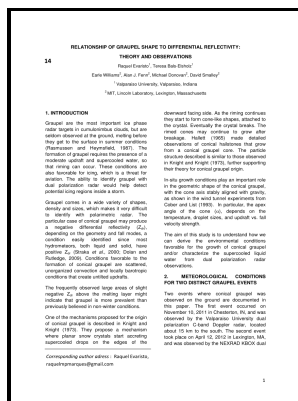 RELATIONSHIP OF GRAUPEL SHAPE TO DIFFERENTIAL REFLECTIVITY:
THEORY AND OBSERVATIONS
14
Raquel Evaristo¹, Teresa Bals-Elsholz¹
Earle Williams², Alan J. Fenn², Michael Donovan², David Smalley²
¹ Valparaiso University, Valparaiso, Indiana
² MIT, Lincoln Laboratory, Lexington, Massachusetts
1. INTRODUCTION
Graupel are the most important ice phase
radar targets in cumulonimbus clouds, but are
seldom observed at the ground, melting before
they get to the surface in summer conditions
(Rasmussen and Heymsfield, 1987). The
formation of graupel requires the presence of a
moderate updraft and supercooled water, so
that riming can occur. These conditions are
also favorable for icing, which is a threat for
aviation. The ability to identify graupel with
dual polarization radar would help detect
potential icing regions inside a storm.
Graupel comes in a wide variety of shapes,
density and sizes, which makes it very difficult
to identify with polarimetric radar. The
particular case of conical graupel may produce
a negative differential reflectivity (Z
depending on the geometry and fall modes, a
condition easily identified since most
hydrometeors, both liquid and solid, have
positive Z (Straka et al., 2000; Dolan and
Rutledge, 2009). Favorable conditions to the
formation of conical graupel are scattered,
unorganized convection and locally barotropic
conditions that create untilted updrafts.
The frequently observed large areas of slight
negative Z above the melting layer might
indicate that graupel is more prevalent than
previously believed in non-winter conditions.
One of the mechanisms proposed for the origin
of conical graupel is described in Knight and
Knight (1973). They propose a mechanism
where planar snow crystals start accreting
supercooled drops on the edges of the
downward facing side. As the riming continues
they start to form cone-like shapes, attached to
the crystal. Eventually the crystal breaks. The
rimed cones may continue to grow after
breakage. Hallett (1965) made detailed
observations of conical hailstones that grew
from a conical graupel core. The particle
structure described is similar to those observed
in Knight and Knight (1973), further supporting
their theory for conical graupel origin.
In situ growth conditions play an important role
in the geometric shape of the conical graupel,
with the cone axis stably aligned with gravity,
as shown in the wind tunnel experiments from
Cober and List (1993). In particular, the apex
angle of the cone (α), depends on the
temperature, droplet sizes, and updraft vs. fall
velocity strength.
The aim of this study is to understand how we
can derive the environmental conditions
favorable for the growth of conical graupel
and/or characterize the supercooled liquid
water from dual polarization radar
observations.
2. METEOROLOGICAL CONDITIONS
FOR TWO DISTINCT GRAUPEL EVENTS
Two events where conical graupel was
observed on the ground are documented in
this paper. The first event occurred on
November 10, 2011 in Chesterton, IN, and was
observed by the Valparaiso University dual
polarization C-band Doppler radar, located
about 15 km to the south. The second event
took place on April 12, 2012 in Lexington, MA,
and was observed by the NEXRAD KBOX dual
Corresponding author adress : Raquel Evaristo,
raquelmpmarques@gmail.com
1